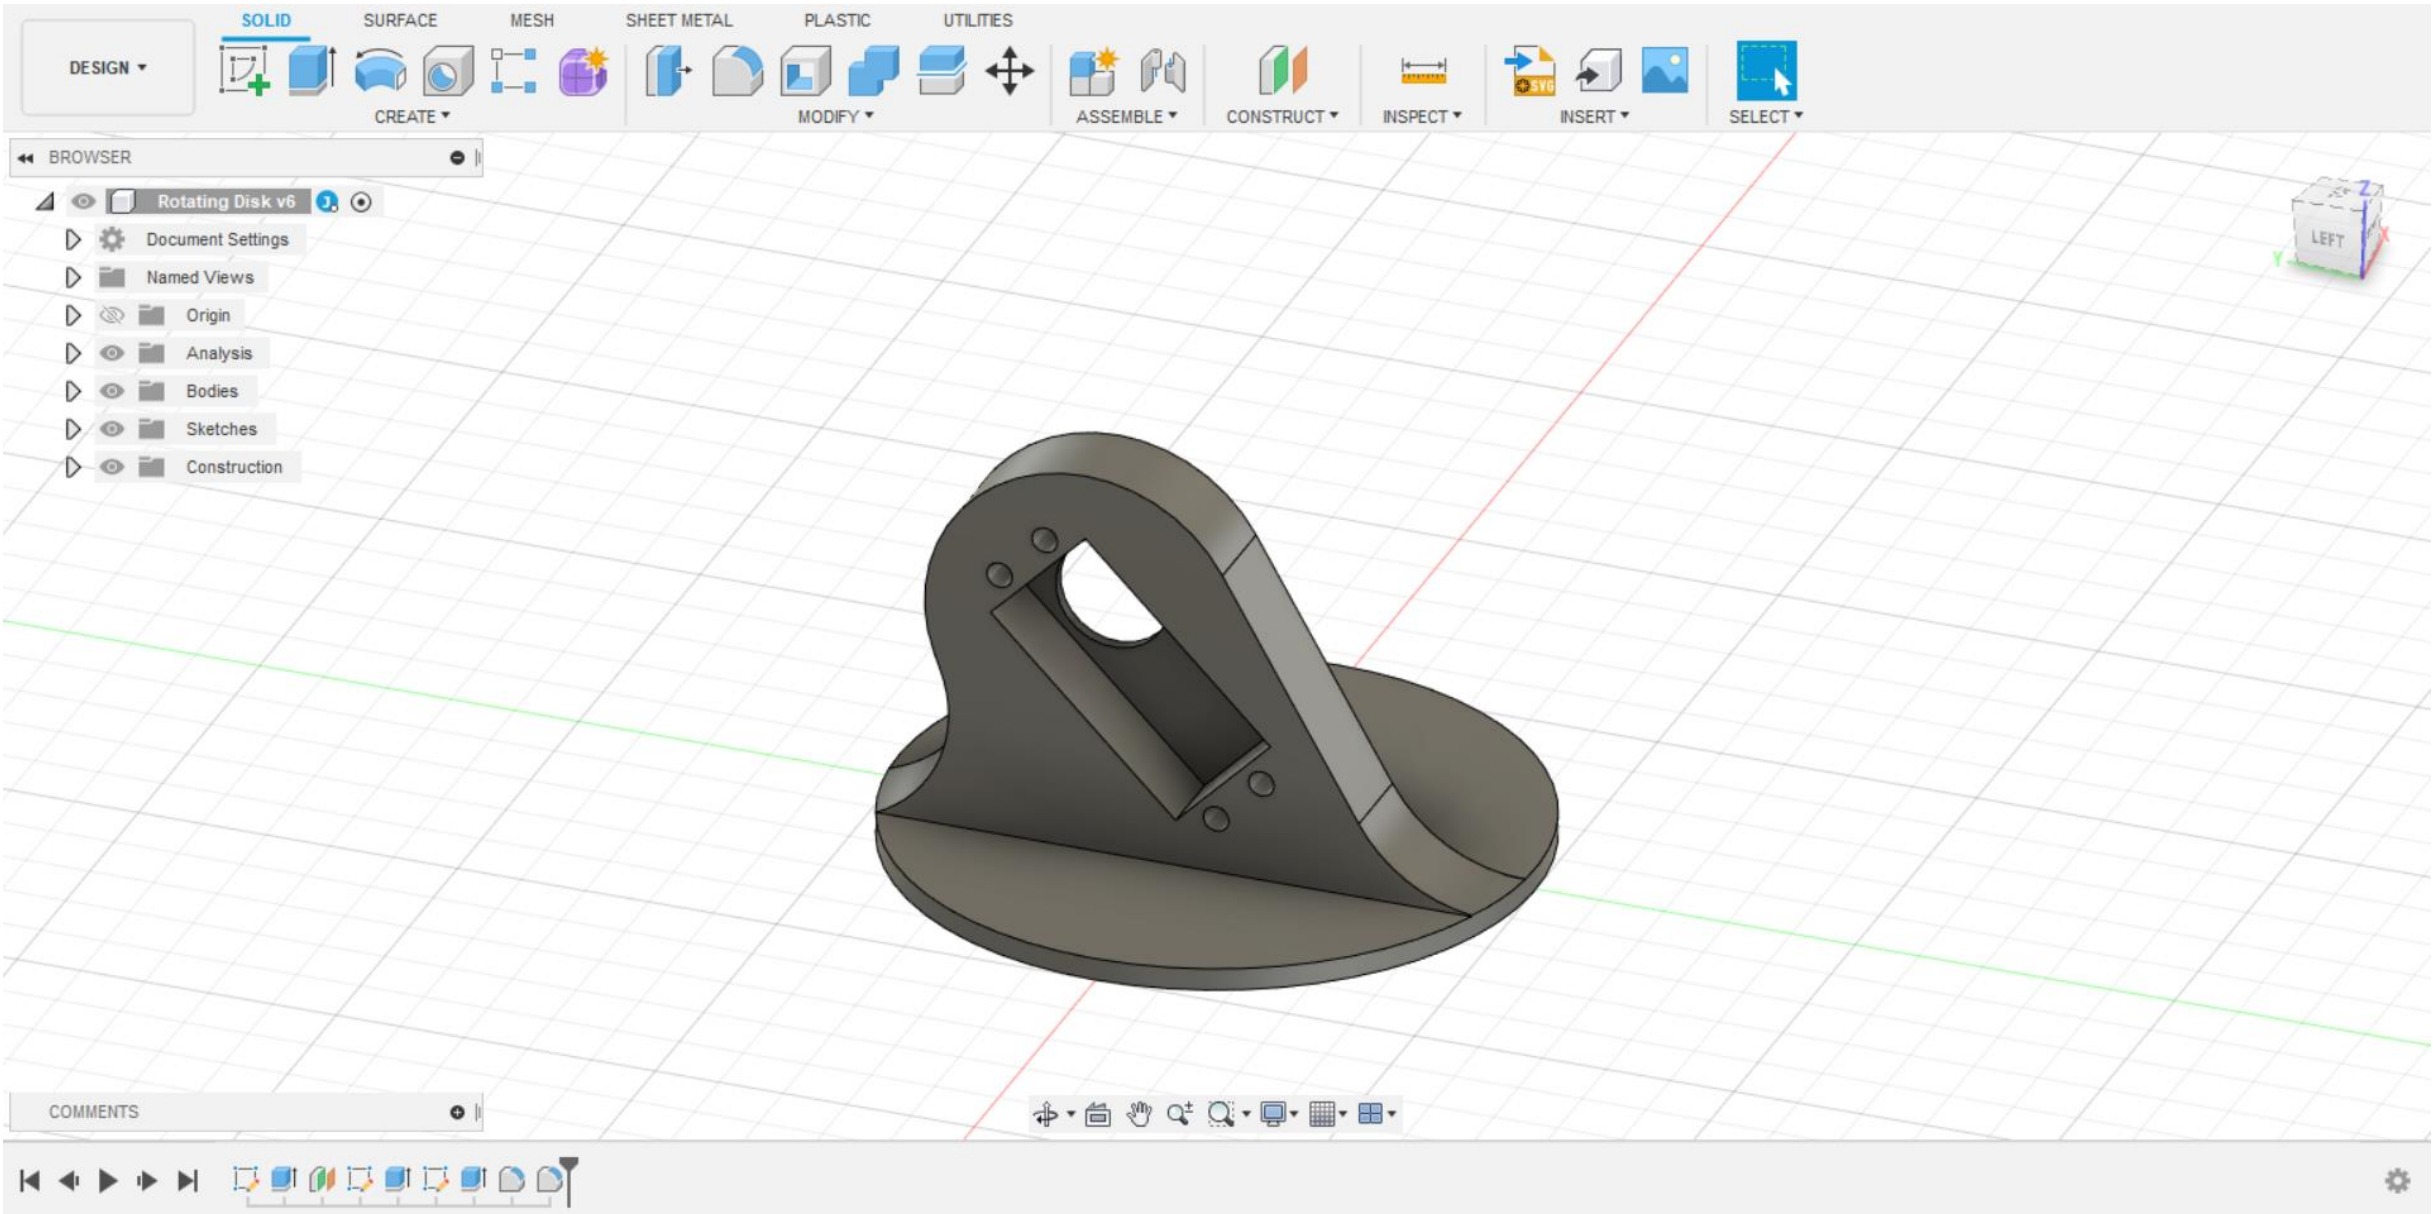 SOLID SURFACE MESH SHEET METAL PLASTIC UTILITIES
DESIGN
SVG
CREATE MODIFY ASSEMBLE CONSTRUCT INSPECT INSERT SELECT
BROWSER
Rotating Disk v6
Document Settings
Named Views
Origin
Analysis
Bodies
Sketches
Construction
Z
LEFT
X
Y
COMMENTS